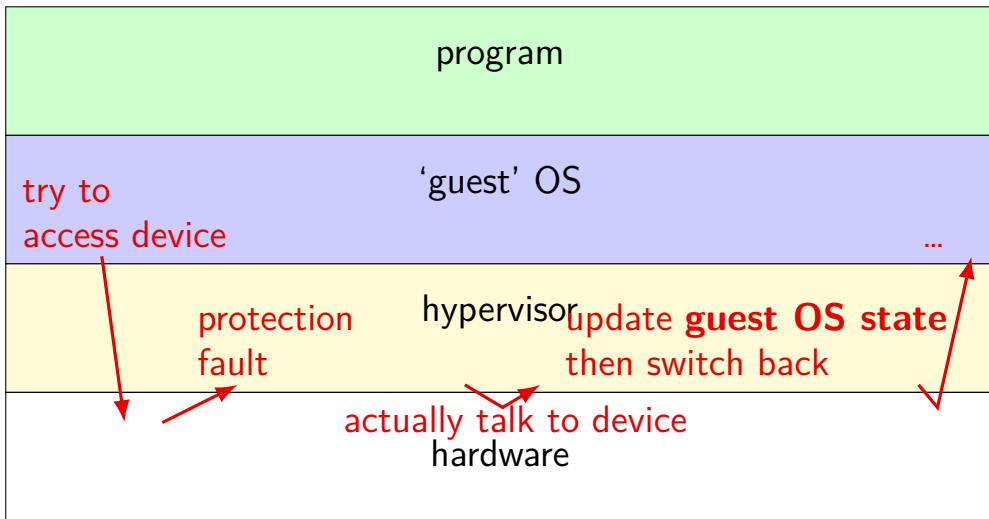 program
‘guest’ OS
try to
access device
...
hypervisor
protection
fault
update guest OS state
then switch back
actually talk to device
hardware